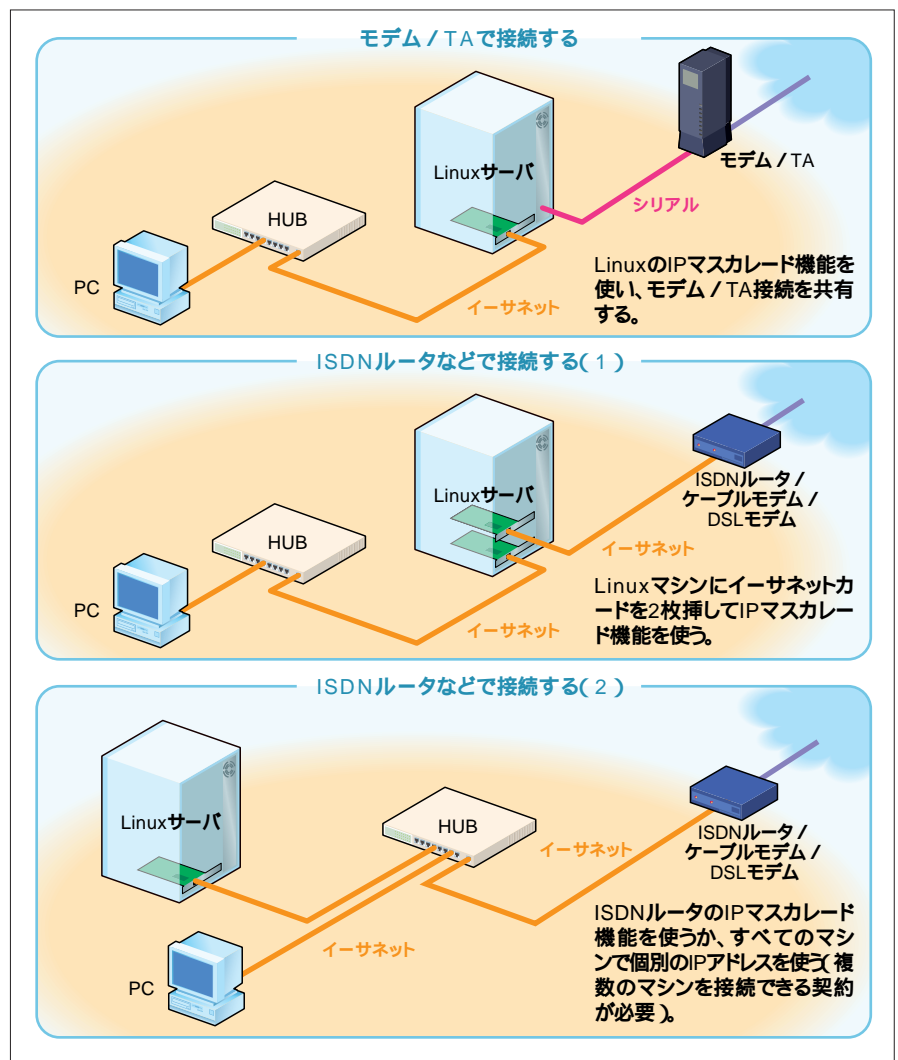 モデム／TAで接続する
Linuxサーバ
モデム／TA
シリアル
HUB
PC
イーサネット
LinuxのIPマスカレード機能を
使い、モデム／TA接続を共有
する。
ISDNルータなどで接続する(1)
Linuxサーバ
ISDNルータ／
ケーブルモデム／
DSLモデム
HUB
イーサネット
PC
イーサネット
Linuxマシンにイーサネットカ
ードを2枚挿してIPマスカレー
ド機能を使う。
ISDNルータなどで接続する(2)
Linuxサーバ
HUB
イーサネット
ISDNルータ／
ケーブルモデム／
DSLモデム
イーサネット
PC
ISDNルータのIPマスカレード
機能を使うか、すべてのマシ
ンで個別のIPアドレスを使う(複
数のマシンを接続できる契約
が必要)。